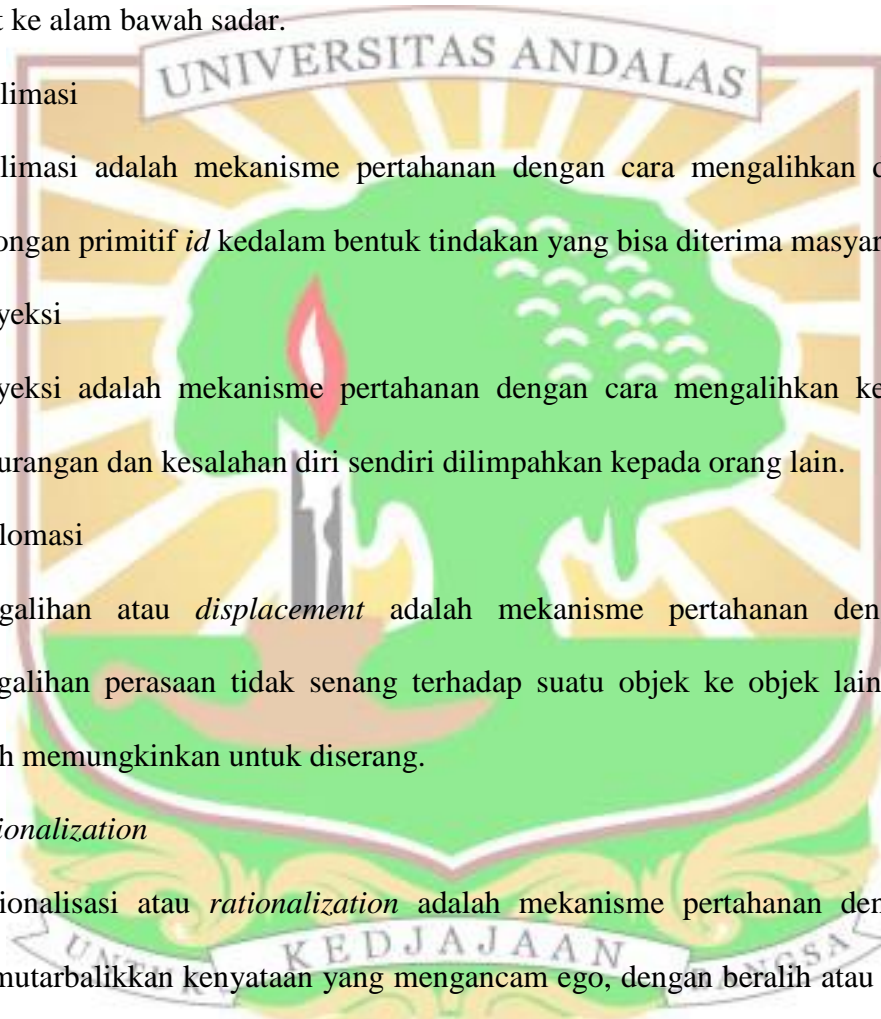 t ke alam bawah sadar.
UNIVERSITAS ANDALAS
limasi
limasi adalah mekanisme pertahanan dengan cara mengalihkan d
ongan primitif id kedalam bentuk tindakan yang bisa diterima masyar
yeksi
yeksi adalah mekanisme pertahanan dengan cara mengalihkan ke
urangan dan kesalahan diri sendiri dilimpahkan kepada orang lain.
lomasi
galihan atau displacement adalah mekanisme pertahanan den
galihan perasaan tidak senang terhadap suatu objek ke objek lain
h memungkinkan untuk diserang.
ionalization
ionalisasi atau rationalization adalah mekanisme pertahanan den
UNTUK KEDJAJAAN BANGSA
mutarbalikkan kenyataan yang mengancam ego, dengan beralih atau